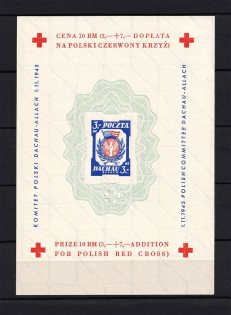 CENA 10 RM (3,—+7,— DOPŁATA
NA POLSKI CZERWONY KRZYŻ)
KOMITET POLSKI DACHAU-ALLACH 1.11.1945
1.11.1945 POLISH COMMITTEE DACHAU-ALLACH
3.-
POCZTA
DACHAU
3.-
PRIZE 10 RM (3,—+7,—ADDITION
FOR POLISH RED CROSS)